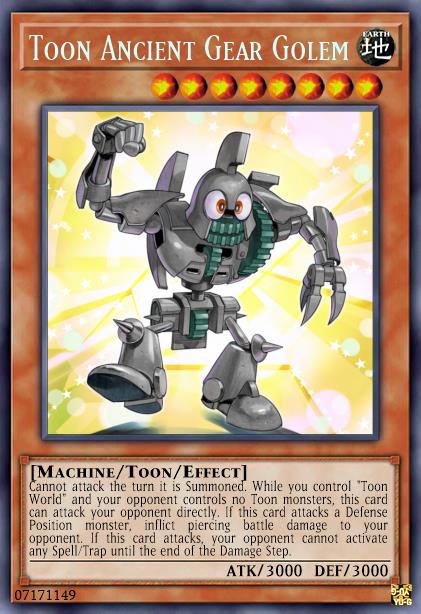 TOON ANCIENT GEAR GOLEM
EARTH
地
[MACHINE/TOON/EFFECT]
Cannot attack the turn it is Summoned. While you control "Toon
World" and your opponent controls no Toon monsters, this card
can attack your opponent directly. If this card attacks a Defense
Position monster, inflict piercing battle damage to your
opponent. If this card attacks, your opponent cannot activate
any Spell/Trap until the end of the Damage Step.
ATK/3000 DEF/3000
07171149